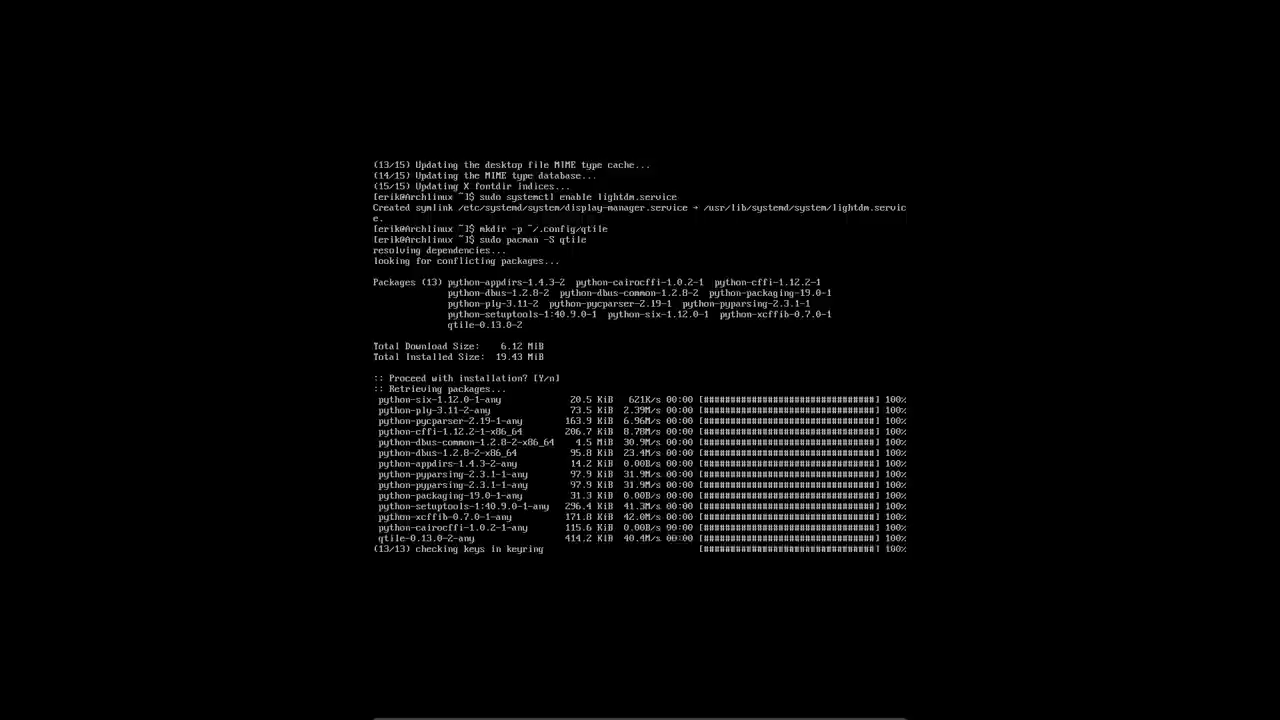 (13/15) Updating the desktop file MIME type cache...
(14/15) Updating the MIME type database...
(15/15) Updating X fontdir indices...
[erik@Archlinux ~]$ sudo systemctl enable lightdm.service
Created symlink /etc/systemd/system/display-manager.service → /usr/lib/systemd/system/lightdm.servic
e.
[erik@Archlinux ~]$ mkdir -p ~/.config/qtile
[erik@Archlinux ~]$ sudo pacman -S qtile
resolving dependencies...
looking for conflicting packages...
Packages (13) python-appdirs-1.4.3-2  python-cairocffi-1.0.2-1  python-cffi-1.12.2-1
python-dbus-1.2.8-2  python-dbus-common-1.2.8-2  python-packaging-19.0-1
python-ply-3.11-2  python-pycparser-2.19-1  python-pyparsing-2.3.1-1
python-setuptools-1:40.9.0-1  python-six-1.12.0-1  python-xcffib-0.7.0-1
qtile-0.13.0-2
Total Download Size:    6.12 MiB
Total Installed Size:  19.43 MiB
:: Proceed with installation? [Y/n]
:: Retrieving packages...
python-six-1.12.0-1-any 20.5 KiB 621K/s 00:00 [################################] 100%
python-ply-3.11-2-any 73.5 KiB 2.39M/s 00:00 [################################] 100%
python-pycparser-2.19-1-any 163.9 KiB 6.96M/s 00:00 [################################] 100%
python-cffi-1.12.2-1-x86_64 206.7 KiB 8.78M/s 00:00 [################################] 100%
python-dbus-common-1.2.8-2-x86_64 4.5 MiB 30.9M/s 00:00 [################################] 100%
python-dbus-1.2.8-2-x86_64 95.8 KiB 23.4M/s 00:00 [################################] 100%
python-appdirs-1.4.3-2-any 14.2 KiB 0.00B/s 00:00 [################################] 100%
python-pyparsing-2.3.1-1-any 97.9 KiB 31.9M/s 00:00 [################################] 100%
python-pyparsing-2.3.1-1-any 97.9 KiB 31.9M/s 00:00 [################################] 100%
python-packaging-19.0-1-any 31.3 KiB 0.00B/s 00:00 [################################] 100%
python-setuptools-1:40.9.0-1-any 296.4 KiB 41.3M/s 00:00 [################################] 100%
python-xcffib-0.7.0-1-any 171.8 KiB 42.0M/s 00:00 [################################] 100%
python-cairocffi-1.0.2-1-any 115.6 KiB 0.00B/s 00:00 [################################] 100%
qtile-0.13.0-2-any 414.2 KiB 40.4M/s 00:00 [################################] 100%
(13/13) checking keys in keyring [################################] 100%